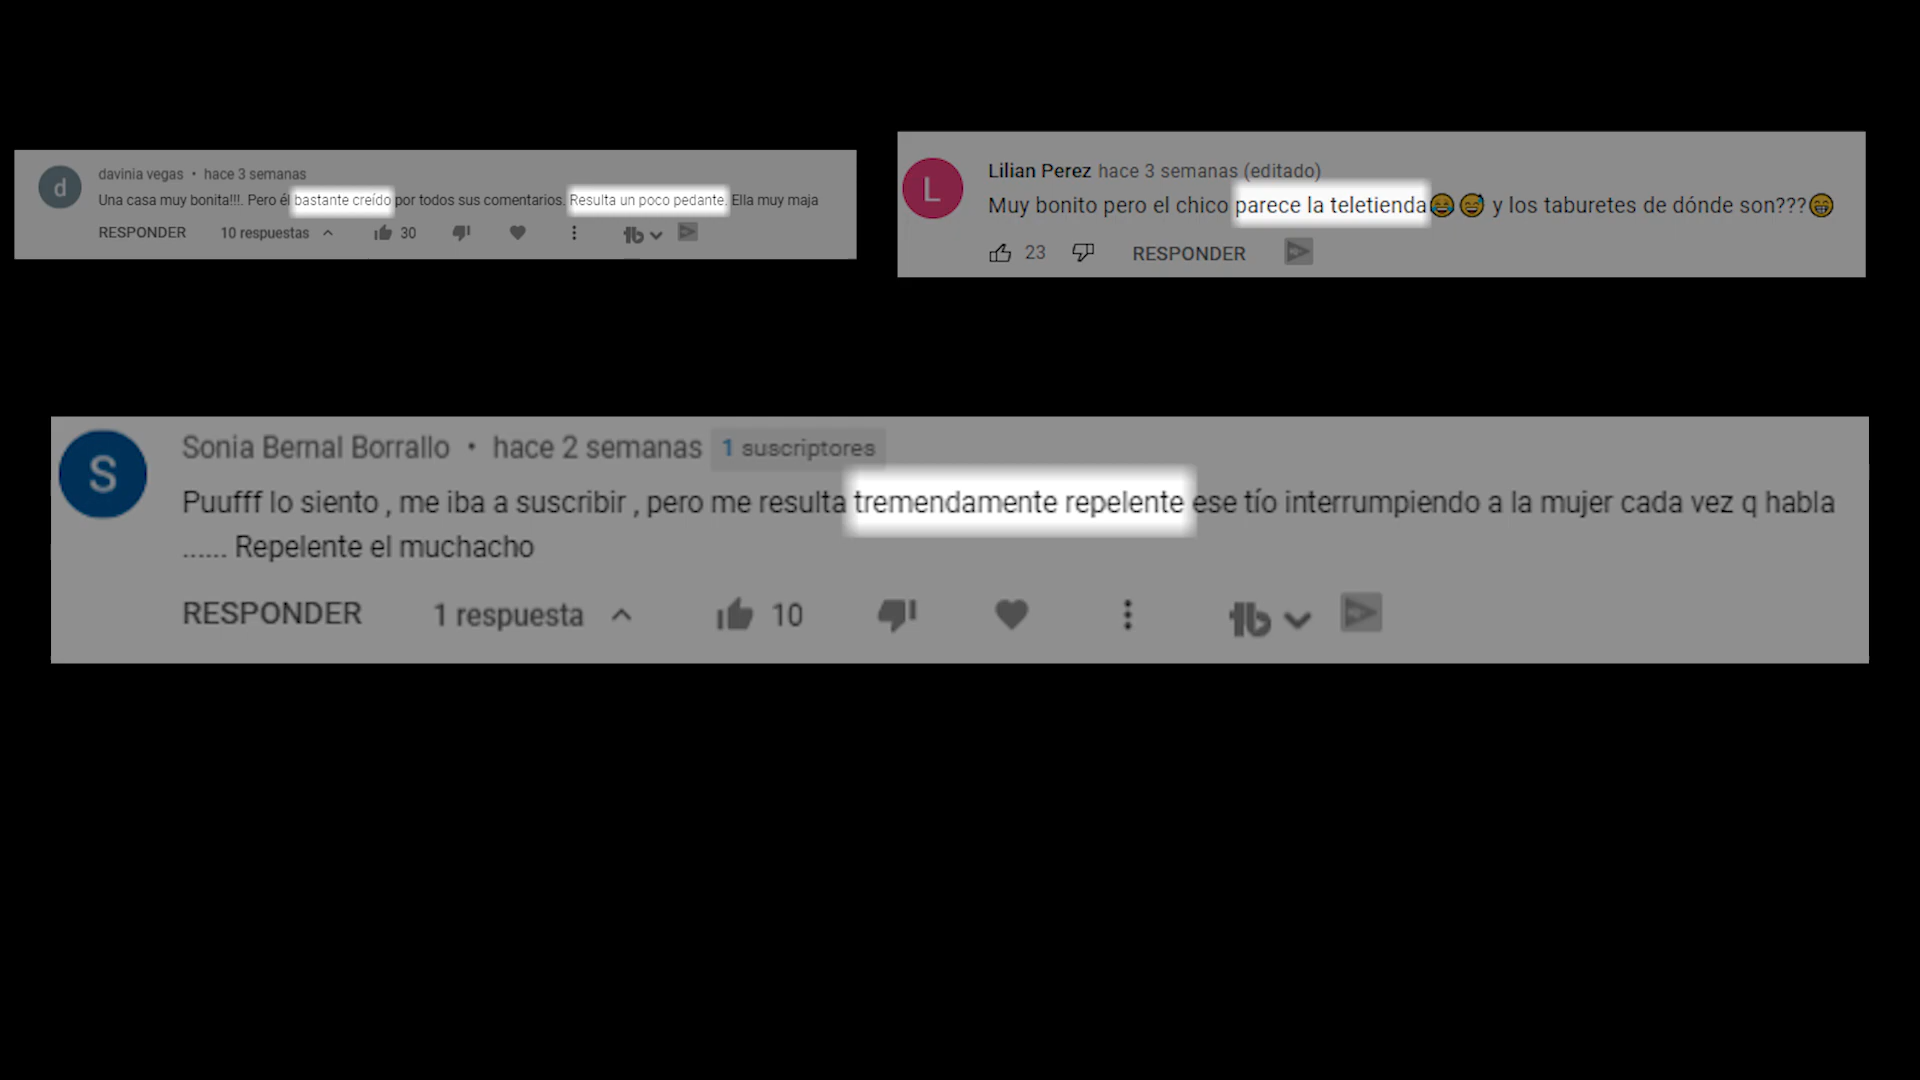 davinia vegas • hace 3 semanas
Una casa muy bonita!!!. Pero él bastante creído por todos sus comentarios. Resulta un poco pedante. Ella muy maja
RESPONDER 10 respuestas 30
Lilian Perez hace 3 semanas (editado)
Muy bonito pero el chico parece la teletienda😂😅 y los taburetes de dónde son???😁
23 RESPONDER
Sonia Bernal Borrallo • hace 2 semanas 1 suscriptores
Puufff lo siento , me iba a suscribir , pero me resulta tremendamente repelente ese tío interrumpiendo a la mujer cada vez q habla
...... Repelente el muchacho
RESPONDER 1 respuesta 10